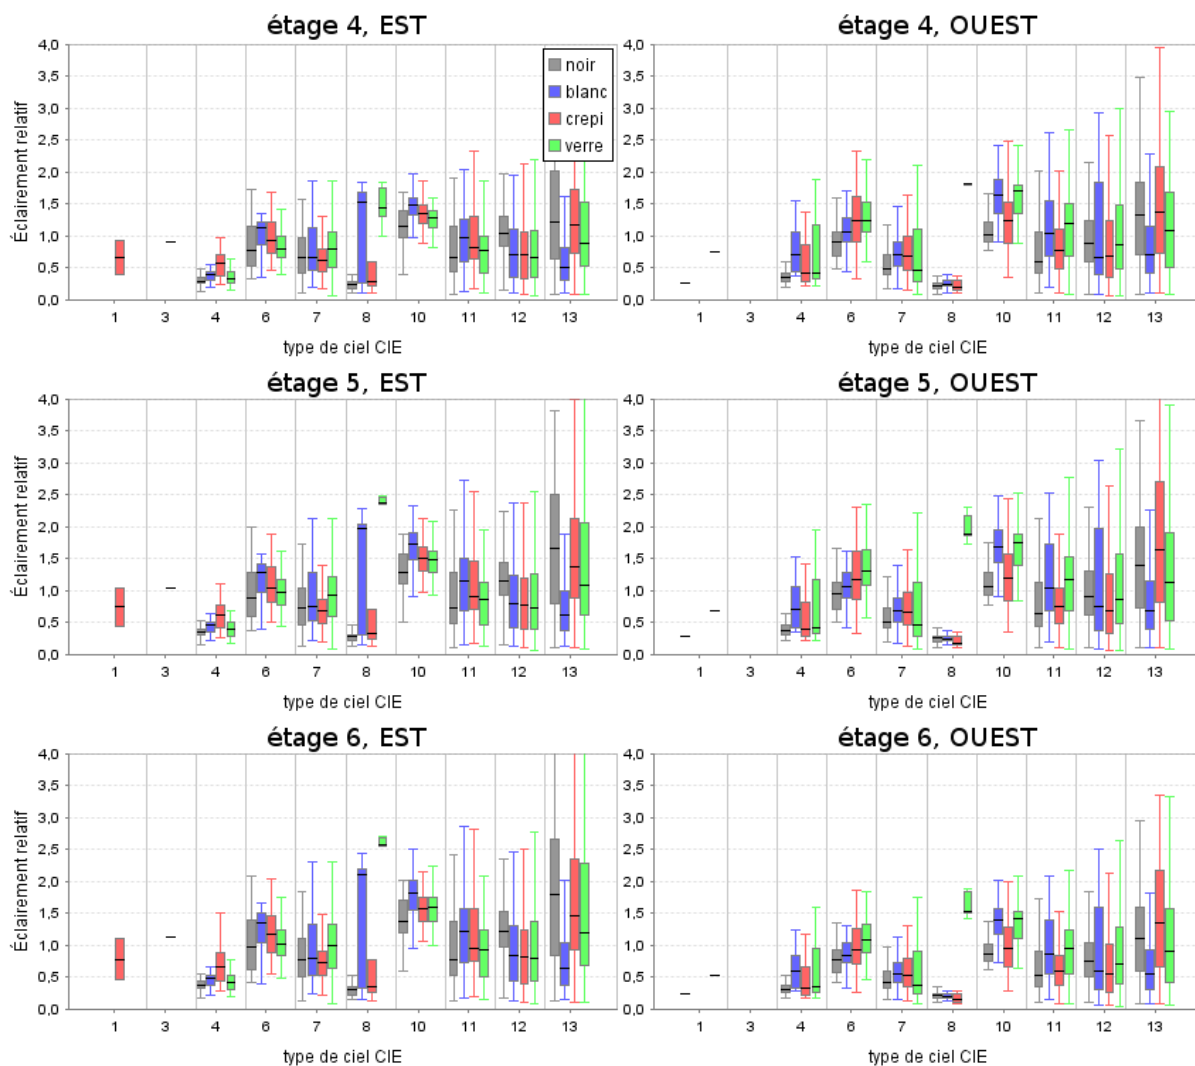 étage 4, EST
étage 4, OUEST
Éclairement relatif
4,0
3,5
3,0
2,5
2,0
1,5
1,0
0,5
0,0
noir
blanc
crepi
verre
4,0
3,5
3,0
2,5
2,0
1,5
1,0
0,5
0,0
1 3 4 6 7 8 10 11 12 13
1 3 4 6 7 8 10 11 12 13
type de ciel CIE
type de ciel CIE
étage 5, EST
étage 5, OUEST
Éclairement relatif
4,0
3,5
3,0
2,5
2,0
1,5
1,0
0,5
0,0
4,0
3,5
3,0
2,5
2,0
1,5
1,0
0,5
0,0
1 3 4 6 7 8 10 11 12 13
1 3 4 6 7 8 10 11 12 13
type de ciel CIE
type de ciel CIE
étage 6, EST
étage 6, OUEST
Éclairement relatif
4,0
3,5
3,0
2,5
2,0
1,5
1,0
0,5
0,0
4,0
3,5
3,0
2,5
2,0
1,5
1,0
0,5
0,0
1 3 4 6 7 8 10 11 12 13
1 3 4 6 7 8 10 11 12 13
type de ciel CIE
type de ciel CIE